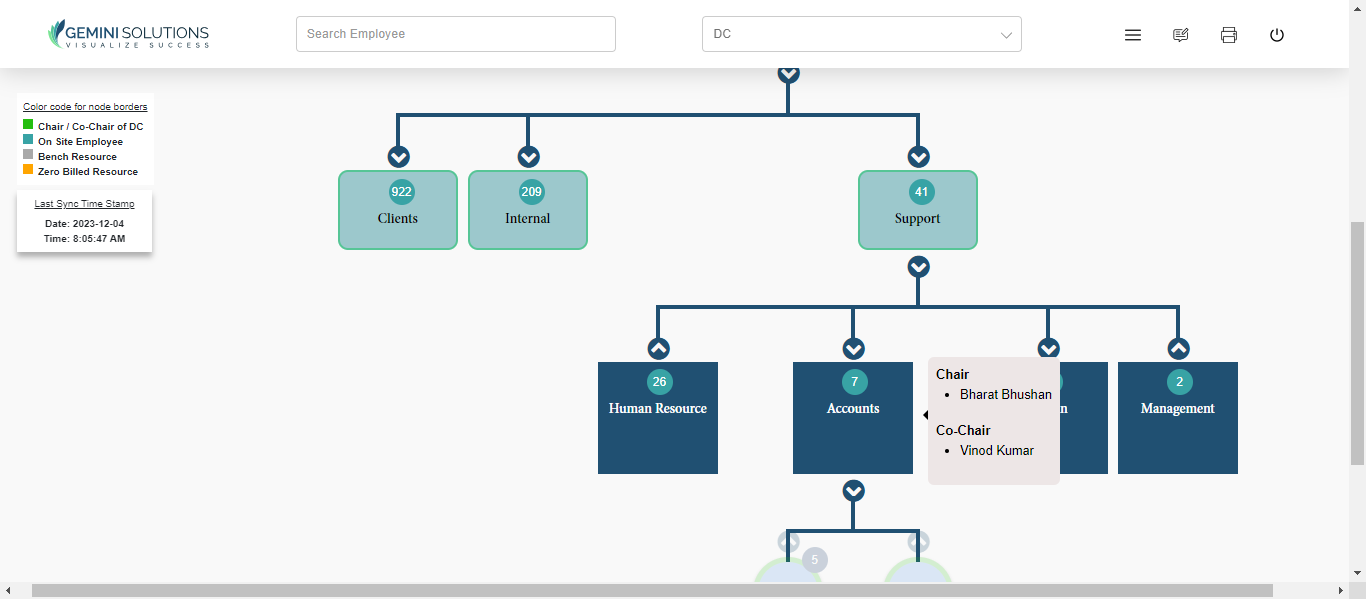 GEMINI SOLUTIONS
VISUALIZE SUCCESS
Search Employee
DC
Color code for node borders
Chair / Co-Chair of DC
On Site Employee
Bench Resource
Zero Billed Resource
Last Sync Time Stamp
Date: 2023-12-04
Time: 8:05:47 AM
922
Clients
209
Internal
41
Support
26
Human Resource
7
Accounts
Chair
• Bharat Bhushan
Co-Chair
• Vinod Kumar
n
2
Management
5